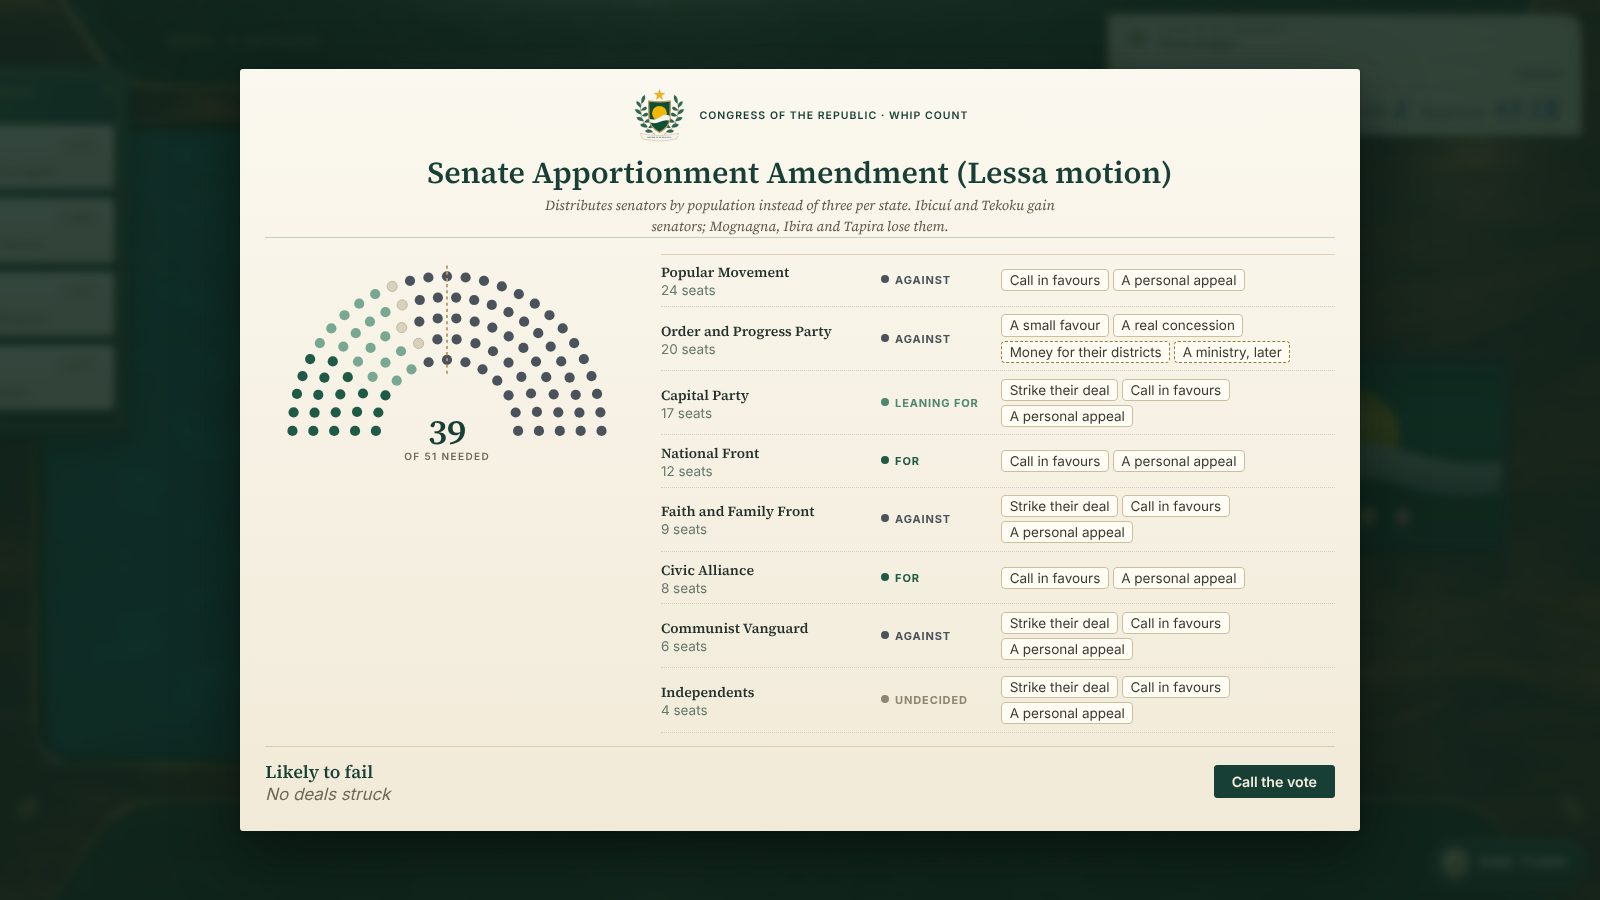 CONGRESS OF THE REPUBLIC · WHIP COUNT
Senate Apportionment Amendment (Lessa motion)
Distributes senators by population instead of three per state. Ibicuí and Tekoku gain
senators; Mognagna, Ibira and Tapira lose them.
39
OF 51 NEEDED
Popular Movement
24 seats
AGAINST
Call in favours
A personal appeal
Order and Progress Party
20 seats
AGAINST
A small favour
A real concession
Money for their districts
A ministry, later
Capital Party
17 seats
LEANING FOR
Strike their deal
Call in favours
A personal appeal
National Front
12 seats
FOR
Call in favours
A personal appeal
Faith and Family Front
9 seats
AGAINST
Strike their deal
Call in favours
A personal appeal
Civic Alliance
8 seats
FOR
Call in favours
A personal appeal
Communist Vanguard
6 seats
AGAINST
Strike their deal
Call in favours
A personal appeal
Independents
4 seats
UNDECIDED
Strike their deal
Call in favours
A personal appeal
Likely to fail
No deals struck
Call the vote